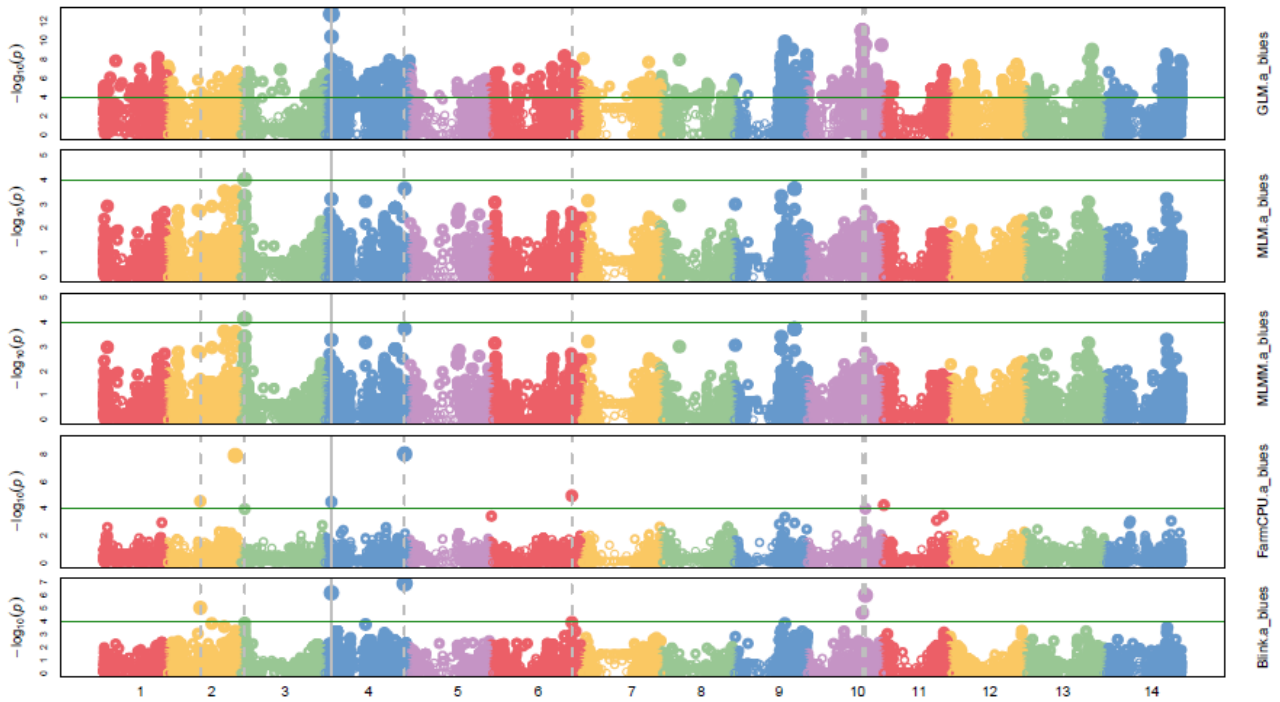 −log10(p)
0 2 4 6 8 10 12
GLM.a_blues
−log10(p)
0 1 2 3 4 5
MLM.a_blues
−log10(p)
0 1 2 3 4 5
MLMM.a_blues
−log10(p)
0 2 4 6 8
FarmCPU.a_blues
−log10(p)
0 1 2 3 4 5 6 7
Blink.a_blues
1 2 3 4 5 6 7 8 9 10 11 12 13 14